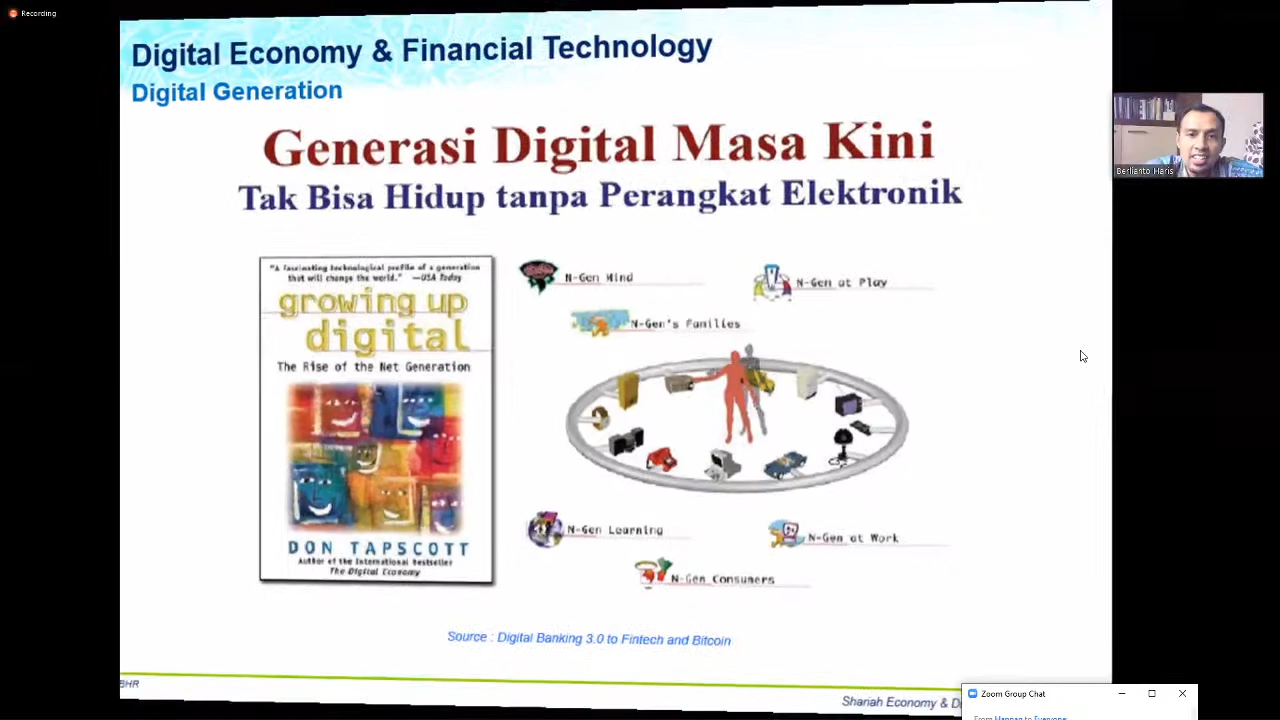 Recording
Digital Economy & Financial Technology
Digital Generation
Generasi Digital Masa Kini
Tak Bisa Hidup tanpa Perangkat Elektronik
"A fascinating technological profile of a generation
that will change the world." —USA Today
growing up
digital
The Rise of the Net Generation
DON TAPSCOTT
Author of the International bestseller
The Digital Economy
N-Gen Mind
N-Gen at Play
N-Gen's Families
N-Gen Learning
N-Gen at Work
N-Gen Consumers
Source : Digital Banking 3.0 to Fintech and Bitcoin
BHR
Shariah Economy & D
Berlianto Haris
Zoom Group Chat
From Hannan to Everyone: